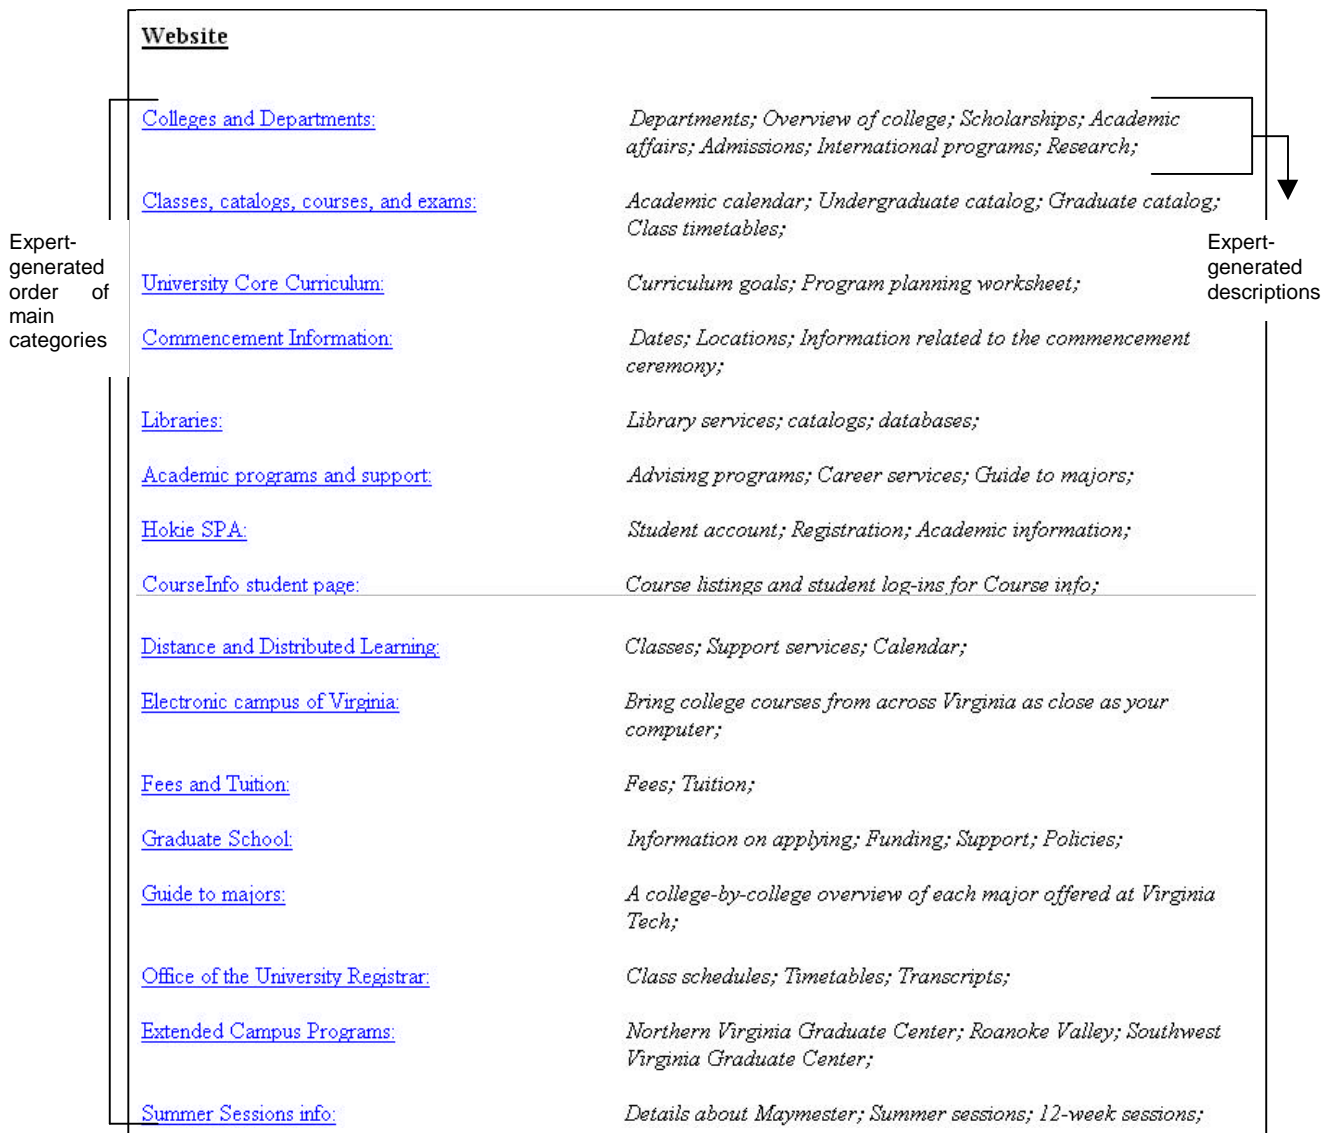 Website
Colleges and Departments: Departments; Overview of college; Scholarships; Academic
affairs; Admissions; International programs; Research;
Classes, catalogs, courses, and exams: Academic calendar; Undergraduate catalog; Graduate catalog;
Class timetables;
Expert-
generated
order of
main
categories
Expert-
generated
descriptions
University Core Curriculum: Curriculum goals; Program planning worksheet;
Commencement Information: Dates; Locations; Information related to the commencement
ceremony;
Libraries: Library services; catalogs; databases;
Academic programs and support: Advising programs; Career services; Guide to majors;
Hokie SPA: Student account; Registration; Academic information;
CourseInfo student page: Course listings and student log-ins for Course info;
Distance and Distributed Learning: Classes; Support services; Calendar;
Electronic campus of Virginia: Bring college courses from across Virginia as close as your
computer;
Fees and Tuition: Fees; Tuition;
Graduate School: Information on applying; Funding; Support; Policies;
Guide to majors: A college-by-college overview of each major offered at Virginia
Tech;
Office of the University Registrar: Class schedules; Timetables; Transcripts;
Extended Campus Programs: Northern Virginia Graduate Center; Roanoke Valley; Southwest
Virginia Graduate Center;
Summer Sessions info: Details about Maymester; Summer sessions; 12-week sessions;